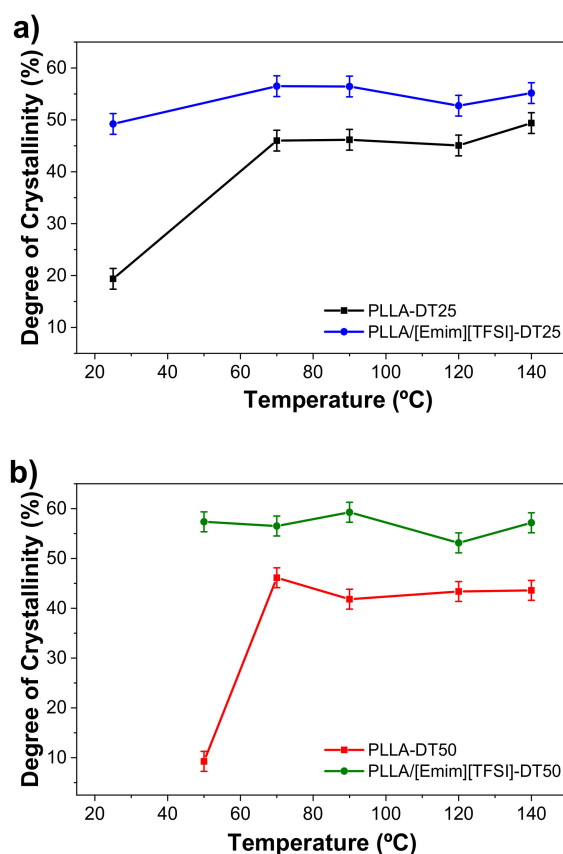 a)
Degree of Crystallinity (%)
60
50
40
30
20
10
PLLA-DT25
PLLA/[Emim][TFSI]-DT25
20 40 60 80 100 120 140
Temperature (ºC)
b)
Degree of Crystallinity (%)
60
50
40
30
20
10
PLLA-DT50
PLLA/[Emim][TFSI]-DT50
20 40 60 80 100 120 140
Temperature (ºC)